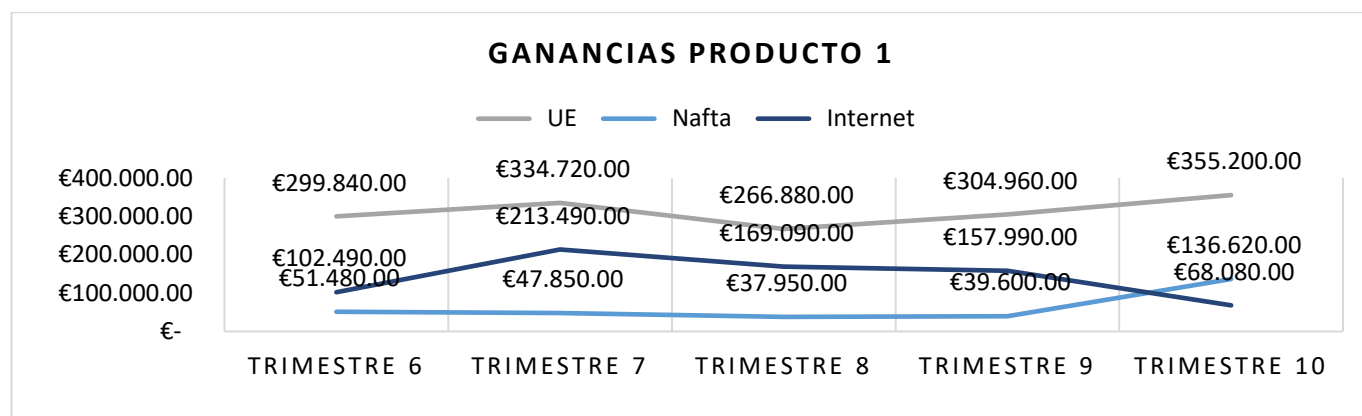 GANANCIAS PRODUCTO 1
UE Nafta Internet
€400.000.00
€300.000.00
€200.000.00
€100.000.00
€-
€299.840.00 €334.720.00 €266.880.00 €304.960.00 €355.200.00
€102.490.00 €213.490.00 €169.090.00 €157.990.00 €136.620.00
€51.480.00 €47.850.00 €37.950.00 €39.600.00 €68.080.00
TRIMESTRE 6 TRIMESTRE 7 TRIMESTRE 8 TRIMESTRE 9 TRIMESTRE 10